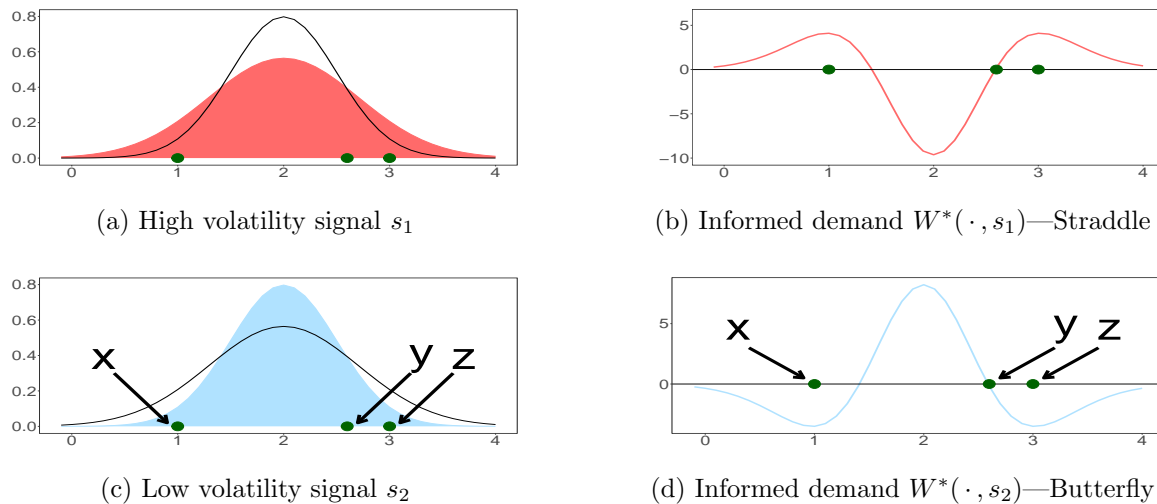 0.8
0.6
0.4
0.2
0.0
0 1 2 3 4
(a) High volatility signal s₁
5
0
−5
−10
0 1 2 3 4
(b) Informed demand W*(·, s₁)—Straddle
0.8
0.6
0.4
0.2
0.0
x y z
0 1 2 3 4
(c) Low volatility signal s₂
5
0
x y z
0 1 2 3 4
(d) Informed demand W*(·, s₂)—Butterfly